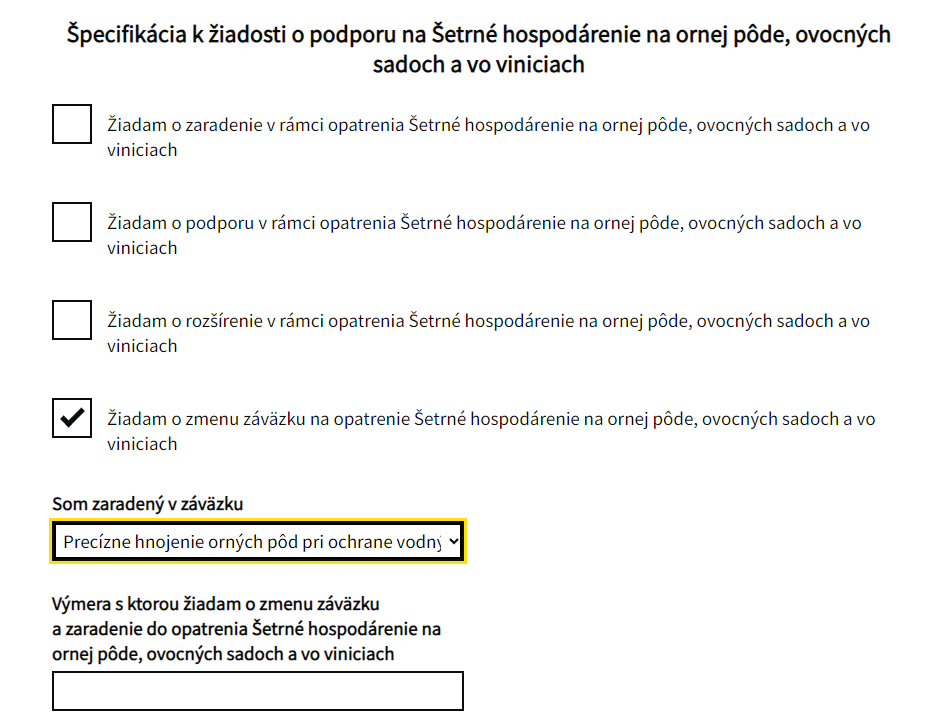 Špecifikácia k žiadosti o podporu na Šetrné hospodárenie na ornej pôde, ovocných
sadoch a vo viniciach
Žiadam o zaradenie v rámci opatrenia Šetrné hospodárenie na ornej pôde, ovocných sadoch a vo
viniciach
Žiadam o podporu v rámci opatrenia Šetrné hospodárenie na ornej pôde, ovocných sadoch a vo
viniciach
Žiadam o rozšírenie v rámci opatrenia Šetrné hospodárenie na ornej pôde, ovocných sadoch a vo
viniciach
Žiadam o zmenu záväzku na opatrenie Šetrné hospodárenie na ornej pôde, ovocných sadoch a vo
viniciach
Som zaradený v záväzku
Precízne hnojenie orných pôd pri ochrane vodný
Výmera s ktorou žiadam o zmenu záväzku
a zaradenie do opatrenia Šetrné hospodárenie na
ornej pôde, ovocných sadoch a vo viniciach